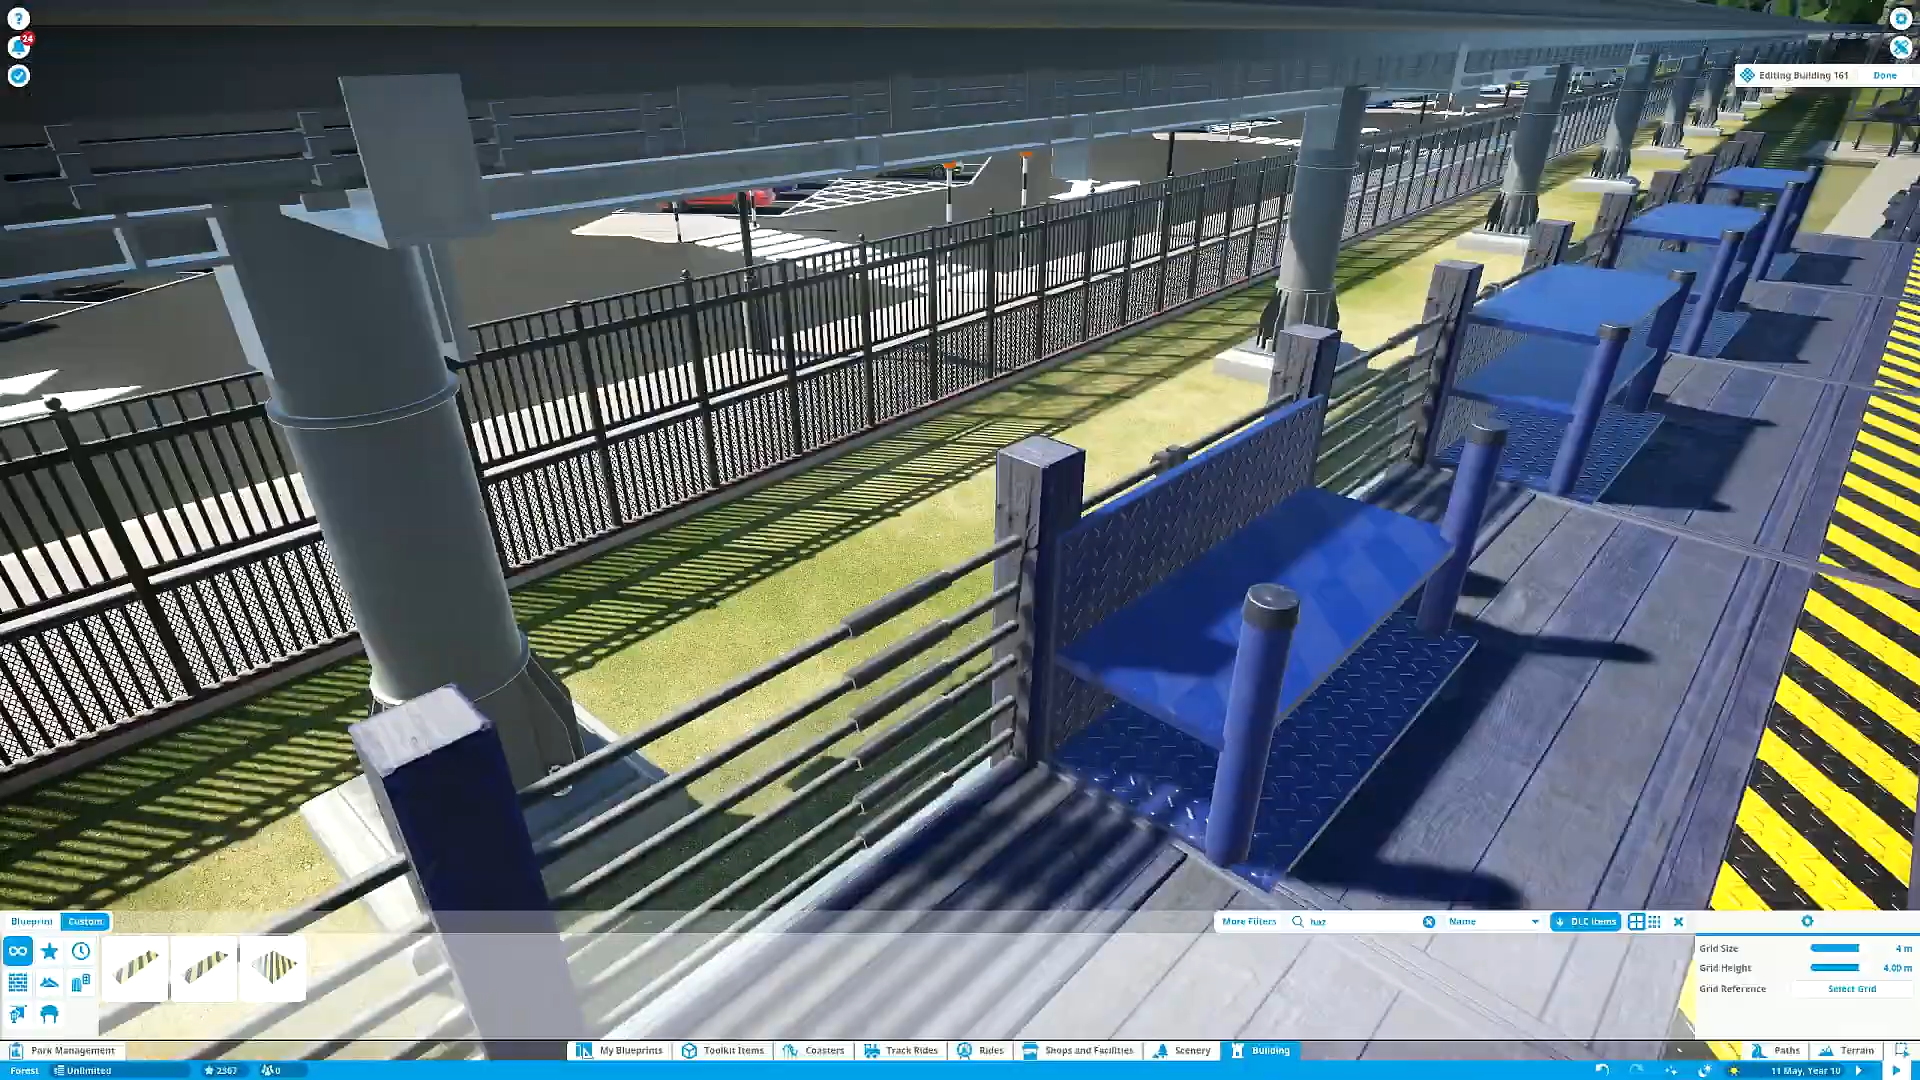 ?
24
Editing Building 161 Done
Blueprint Custom
More Filters haz Name DLC Items
Grid Size 4 m
Grid Height 4.00 m
Grid Reference Select Grid
Park Management My Blueprints Toolkit Items Coasters Track Rides Rides Shops and Facilities Scenery Building Paths Terrain
Forest Unlimited 2367 0 11 May, Year 10